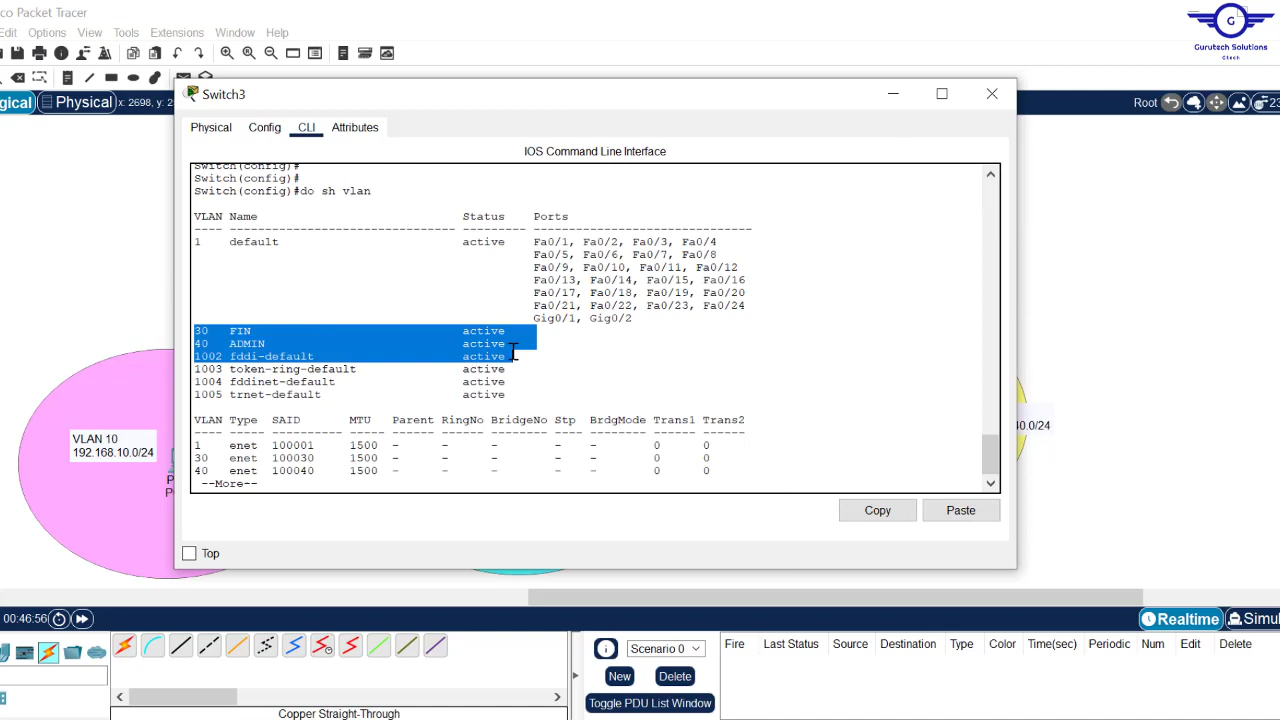 co Packet Tracer
Edit Options View Tools Extensions Window Help
G
Gurutech Solutions
Gtech
gical Physical x: 2698, y: 2
Root
Switch3
Physical Config CLI Attributes
IOS Command Line Interface
Switch(config)#
Switch(config)#
Switch(config)#do sh vlan
VLAN Name Status Ports
---- -------------------------------- --------- -------------------------------
1 default active Fa0/1, Fa0/2, Fa0/3, Fa0/4
Fa0/5, Fa0/6, Fa0/7, Fa0/8
Fa0/9, Fa0/10, Fa0/11, Fa0/12
Fa0/13, Fa0/14, Fa0/15, Fa0/16
Fa0/17, Fa0/18, Fa0/19, Fa0/20
Fa0/21, Fa0/22, Fa0/23, Fa0/24
Gig0/1, Gig0/2
30 FIN active
40 ADMIN active
1002 fddi-default active
1003 token-ring-default active
1004 fddinet-default active
1005 trnet-default active
VLAN Type SAID MTU Parent RingNo BridgeNo Stp BrdgMode Trans1 Trans2
---- ----- ---------- ----- ------ ------ -------- ---- -------- ------ ------
1 enet 100001 1500 - - - - - 0 0
30 enet 100030 1500 - - - - - 0 0
40 enet 100040 1500 - - - - - 0 0
--More--
Copy Paste
Top
VLAN 10
192.168.10.0/24
40.0/24
00:46:56
Realtime Simul
Scenario 0
New
Delete
Toggle PDU List Window
Fire Last Status Source Destination Type Color Time(sec) Periodic Num Edit Delete
Copper Straight-Through